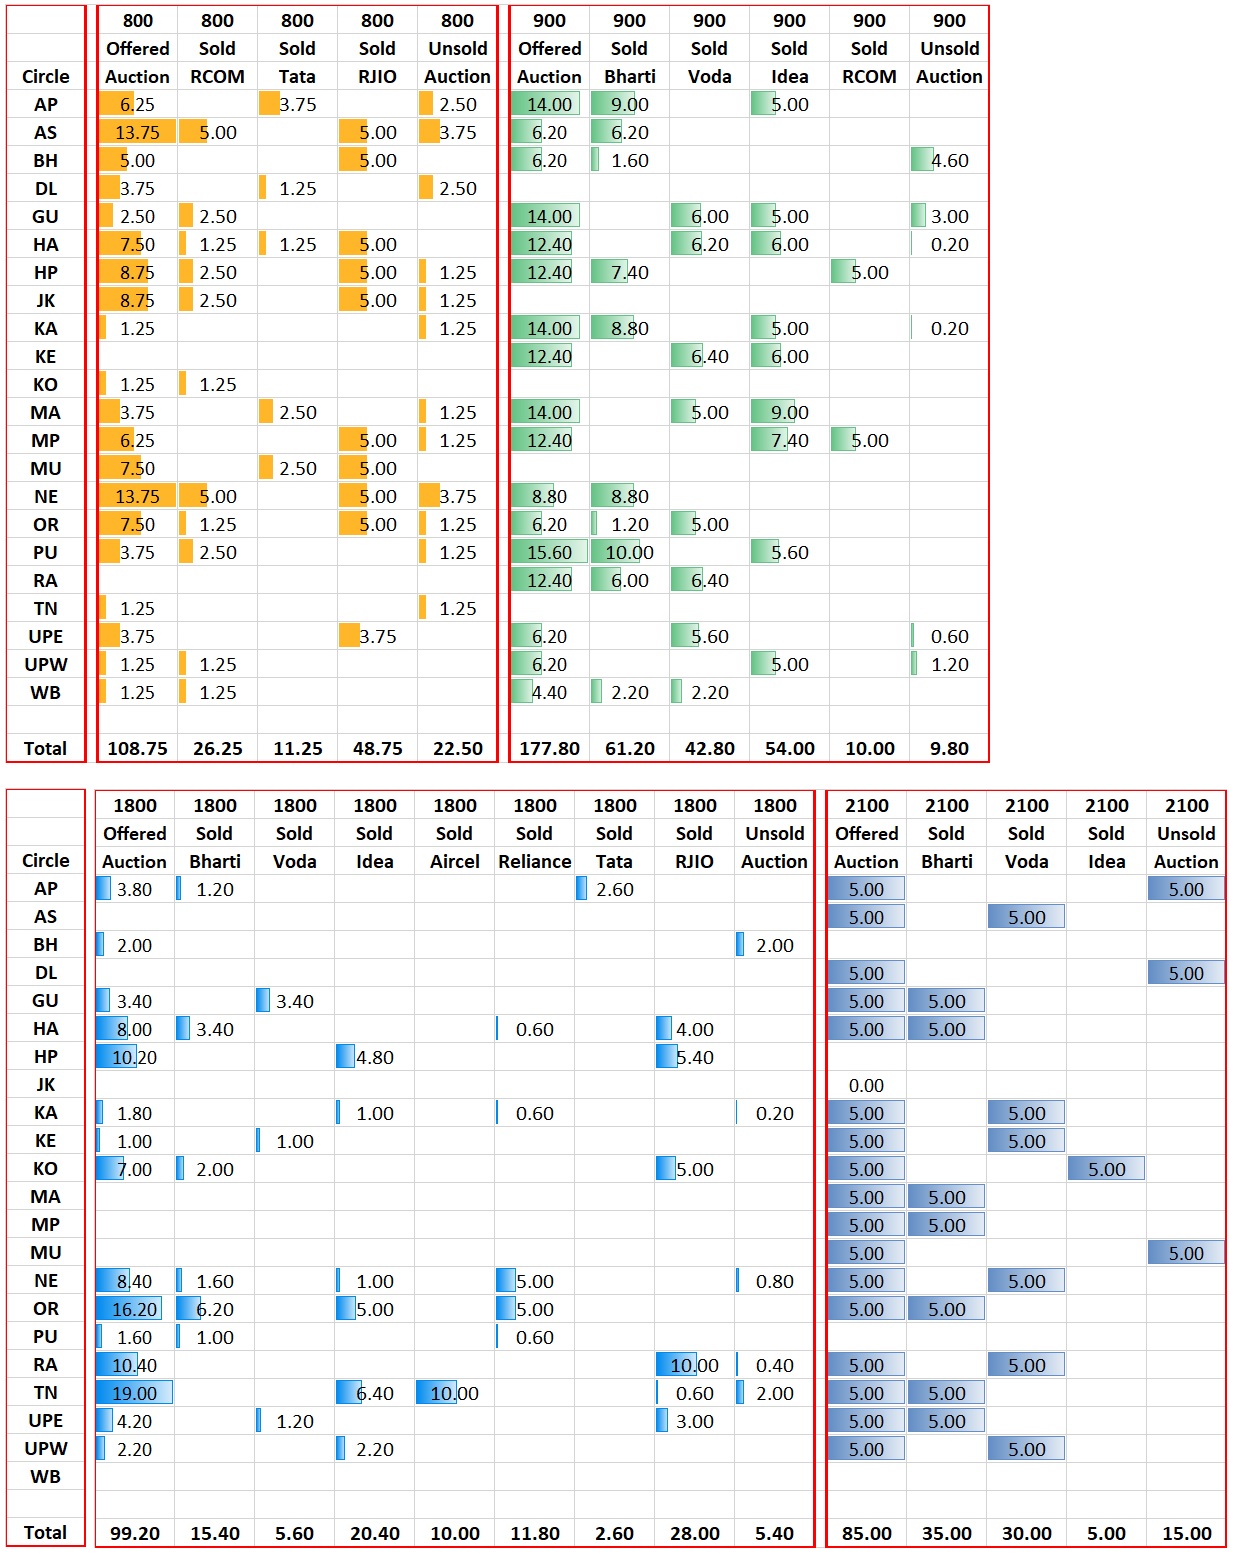 800 800 800 800 800 900 900 900 900 900 900
Offered Sold Sold Sold Unsold Offered Sold Sold Sold Sold Unsold
Circle Auction RCOM Tata RJIO Auction Auction Bharti Voda Idea RCOM Auction
AP 6.25 3.75 2.50 14.00 9.00 5.00
AS 13.75 5.00 5.00 3.75 6.20 6.20
BH 5.00 5.00 6.20 1.60 4.60
DL 3.75 1.25 2.50
GU 2.50 2.50 14.00 6.00 5.00 3.00
HA 7.50 1.25 1.25 5.00 12.40 6.20 6.00 0.20
HP 8.75 2.50 5.00 1.25 12.40 7.40 5.00
JK 8.75 2.50 5.00 1.25
KA 1.25 1.25 14.00 8.80 5.00 0.20
KE 12.40 6.40 6.00
KO 1.25 1.25
MA 3.75 2.50 1.25 14.00 5.00 9.00
MP 6.25 5.00 1.25 12.40 7.40 5.00
MU 7.50 2.50 5.00
NE 13.75 5.00 5.00 3.75 8.80 8.80
OR 7.50 1.25 5.00 1.25 6.20 1.20 5.00
PU 3.75 2.50 1.25 15.60 10.00 5.60
RA 12.40 6.00 6.40
TN 1.25 1.25
UPE 3.75 3.75 6.20 5.60 0.60
UPW 1.25 1.25 6.20 5.00 1.20
WB 1.25 1.25 4.40 2.20 2.20
Total 108.75 26.25 11.25 48.75 22.50 177.80 61.20 42.80 54.00 10.00 9.80
1800 1800 1800 1800 1800 1800 1800 1800 1800 2100 2100 2100 2100 2100
Offered Sold Sold Sold Sold Sold Sold Sold Unsold Offered Sold Sold Sold Unsold
Circle Auction Bharti Voda Idea Aircel Reliance Tata RJIO Auction Auction Bharti Voda Idea Auction
AP 3.80 1.20 2.60 5.00 5.00
AS 5.00 5.00
BH 2.00 2.00
DL 5.00 5.00
GU 3.40 3.40 5.00 5.00
HA 8.00 3.40 0.60 4.00 5.00 5.00
HP 10.20 4.80 5.40
JK 0.00
KA 1.80 1.00 0.60 0.20 5.00 5.00
KE 1.00 1.00 5.00 5.00
KO 7.00 2.00 5.00 5.00 5.00
MA 5.00 5.00
MP 5.00 5.00
MU 5.00 5.00
NE 8.40 1.60 1.00 5.00 0.80 5.00 5.00
OR 16.20 6.20 5.00 5.00 5.00 5.00
PU 1.60 1.00 0.60
RA 10.40 10.00 0.40 5.00 5.00
TN 19.00 6.40 10.00 0.60 2.00 5.00 5.00
UPE 4.20 1.20 3.00 5.00 5.00
UPW 2.20 2.20 5.00 5.00
WB
Total 99.20 15.40 5.60 20.40 10.00 11.80 2.60 28.00 5.40 85.00 35.00 30.00 5.00 15.00